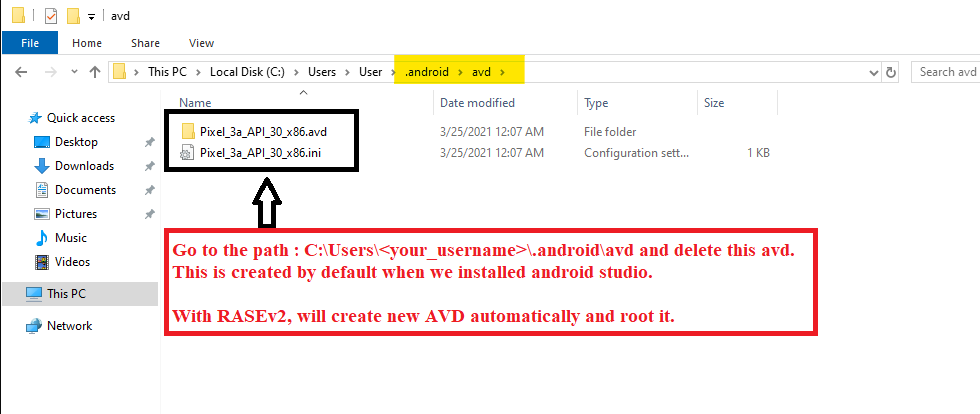 avd
File Home Share View
This PC Local Disk (C:) Users User .android avd Search avd
Name Date modified Type Size
Quick access
Pixel_3a_API_30_x86.avd 3/25/2021 12:07 AM File folder
Desktop
Pixel_3a_API_30_x86.ini 3/25/2021 12:07 AM Configuration sett... 1 KB
Downloads
Documents
Pictures
Music
Videos
This PC
Network
Go to the path : C:\Users\<your_username>\.android\avd and delete this avd.
This is created by default when we installed android studio.
With RASEv2, will create new AVD automatically and root it.